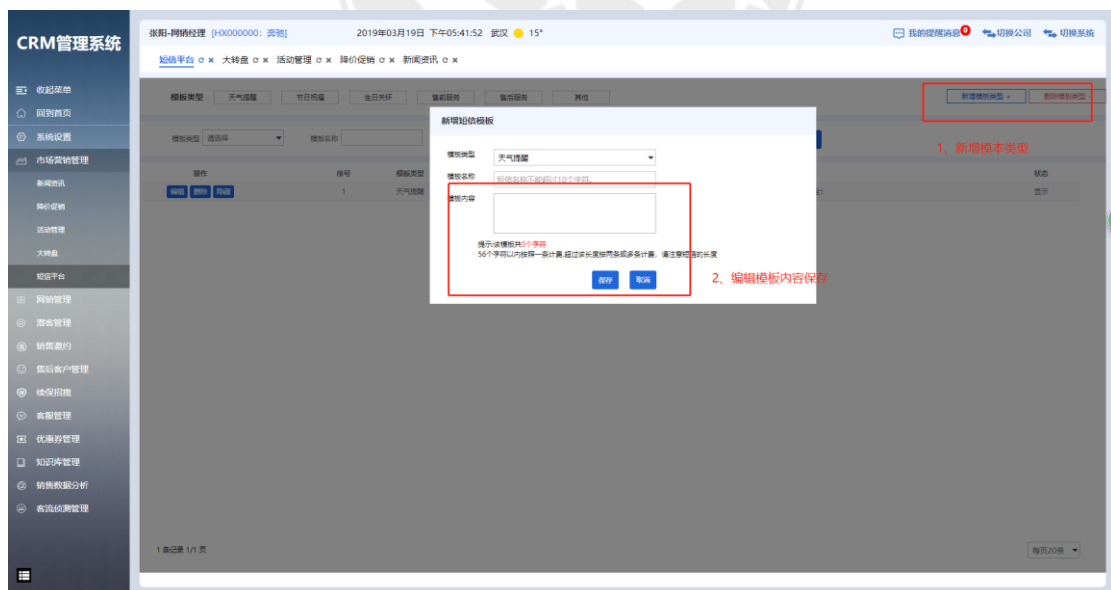 CRM管理系统
张阳-网销经理 [HX000000: 奔驰] 2019年03月19日 下午05:41:52 武汉 15°
我的提醒消息 0 切换公司 切换系统
短信平台 大转盘 活动管理 降价促销 新闻资讯
收起菜单
回到首页
系统设置
市场营销管理
新闻资讯
降价促销
活动管理
大转盘
短信平台
网销管理
潜客管理
销售邀约
售后客户管理
续保招揽
客服管理
优惠券管理
知识库管理
销售数据分析
客流侦测管理
模板类型 天气提醒 节日祝福 生日关怀 售前服务 售后服务 其他
新增模板类型 + 删除模板类型 -
1、新增模本类型
模板类型 请选择 模板名称
操作 序号 模板类型 状态
编辑 删除 隐藏 1 天气提醒 显示
新增短信模板
模板类型 天气提醒
模板名称 短信名称不能超过10个字符。
模板内容
提示:该模板共0个字符
56个字符以内按照一条计费,超过该长度按两条或多条计费，请注意短信的长度
保存 取消
2、编辑模板内容保存
1 条记录 1/1 页
每页20条